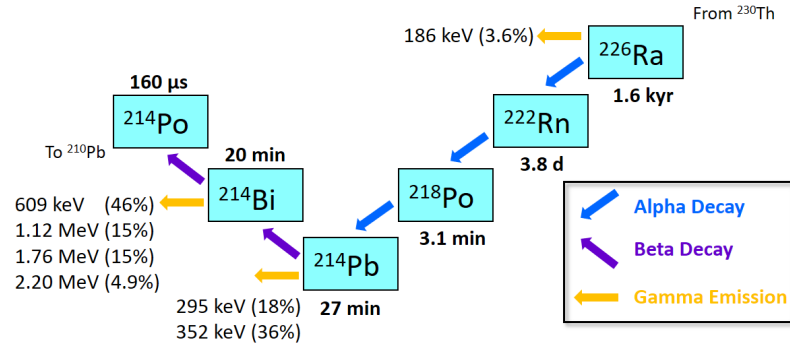 From ²³⁰Th
186 keV (3.6%)
²²⁶Ra
1.6 kyr
160 µs
²¹⁴Po
²²²Rn
3.8 d
To ²¹⁰Pb
20 min
²¹⁴Bi
²¹⁸Po
3.1 min
609 keV (46%)
1.12 MeV (15%)
1.76 MeV (15%)
2.20 MeV (4.9%)
²¹⁴Pb
27 min
295 keV (18%)
352 keV (36%)
Alpha Decay
Beta Decay
Gamma Emission